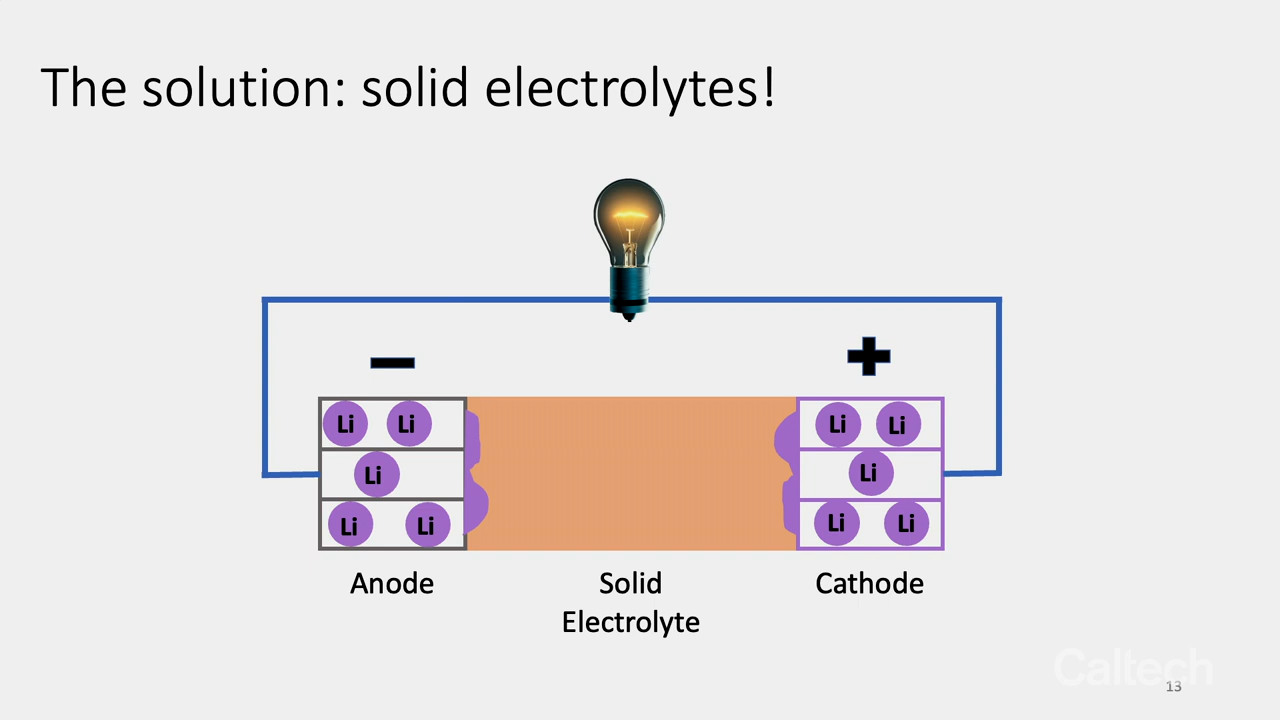 The solution: solid electrolytes!
Li Li Li Li
Li Li
Li Li Li Li
Anode Solid Cathode
Electrolyte
Caltech
13